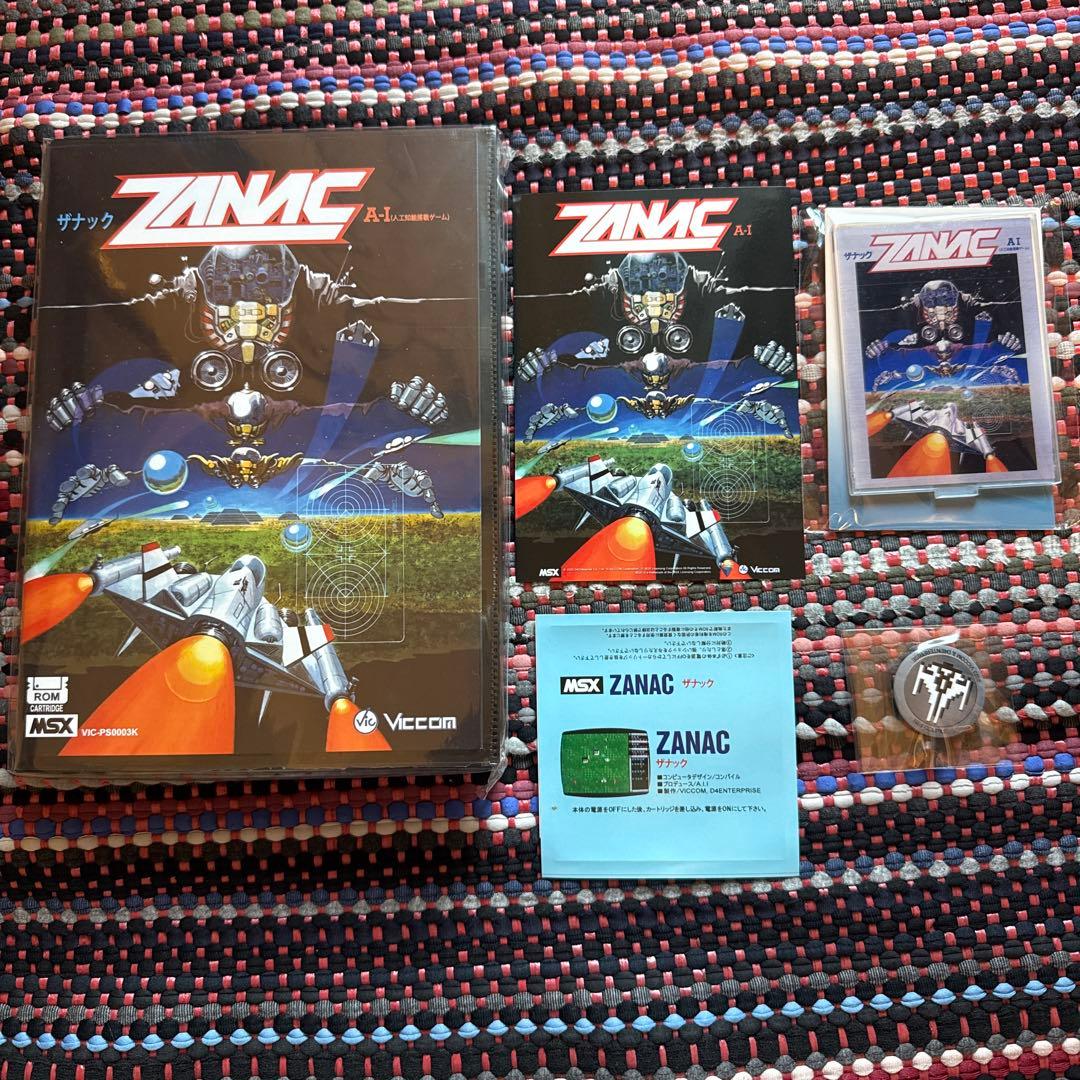 ザナック
ZANAC
A-I(人工知能搭載ゲーム)
ROM
CARTRIDGE
MSX
VIC-PS0003K
Vic
VICCOM
ZANAC
A-I
MSX
VICCOM
ザナック
ZANAC
AI
MSX ZANAC ザナック
ZANAC
ザナック
■コンピュータデザイン/コンパイル
■プロデュース/A.I.I
■製作/VICCOM, D4ENTERPRISE
本体の電源をOFFにした後、カートリッジを差し込み、電源をONにして下さい。